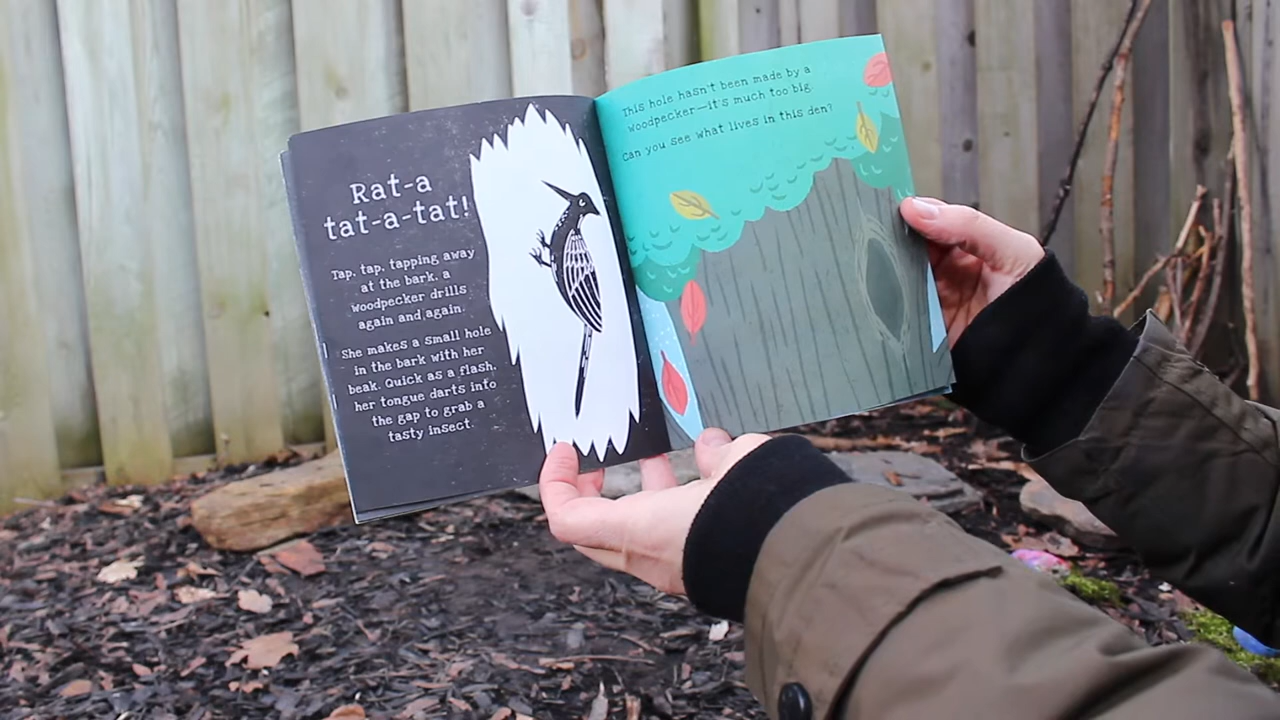 Rat-a
tat-a-tat!
Tap, tap, tapping away
at the bark, a
woodpecker drills
again and again.
She makes a small hole
in the bark with her
beak. Quick as a flash,
her tongue darts into
the gap to grab a
tasty insect.
This hole hasn't been made by a
woodpecker—it's much too big.
Can you see what lives in this den?